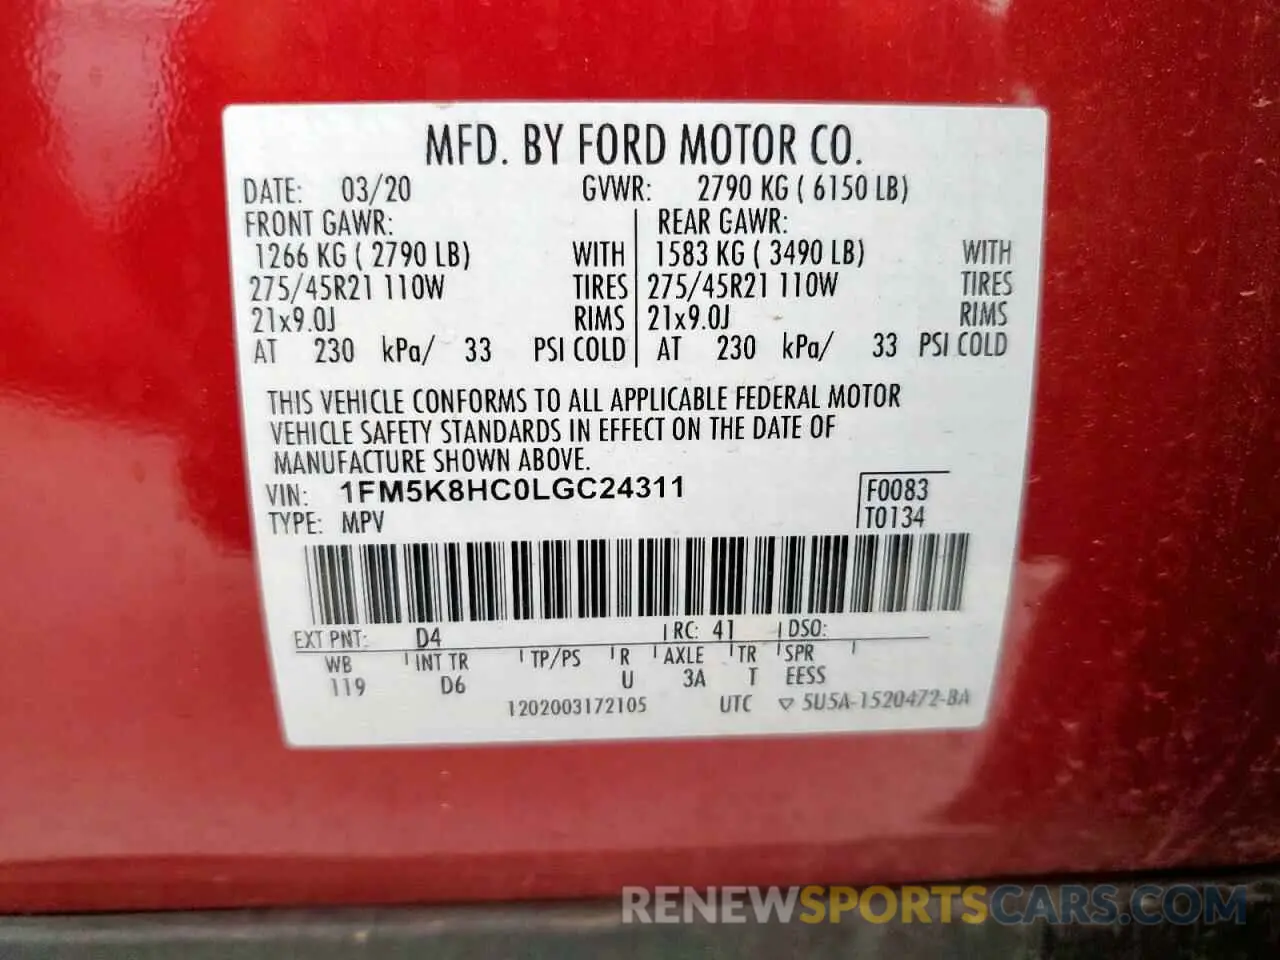 MFD. BY FORD MOTOR CO.
DATE: 03/20 GVWR: 2790 KG ( 6150 LB)
FRONT GAWR: REAR GAWR:
1266 KG ( 2790 LB) WITH 1583 KG ( 3490 LB) WITH
275/45R21 110W TIRES 275/45R21 110W TIRES
21x9.0J RIMS 21x9.0J RIMS
AT 230 kPa/ 33 PSI COLD AT 230 kPa/ 33 PSI COLD
THIS VEHICLE CONFORMS TO ALL APPLICABLE FEDERAL MOTOR
VEHICLE SAFETY STANDARDS IN EFFECT ON THE DATE OF
MANUFACTURE SHOWN ABOVE.
VIN: 1FM5K8HC0LGC24311 F0083
TYPE: MPV T0134
EXT PNT: D4 RC: 41 DSO:
WB INT TR TP/PS R AXLE TR SPR
119 D6 U 3A T EESS
1202003172105 UTC ▽ 5U5A-1520472-BA
RENEWSPORTSCARS.COM